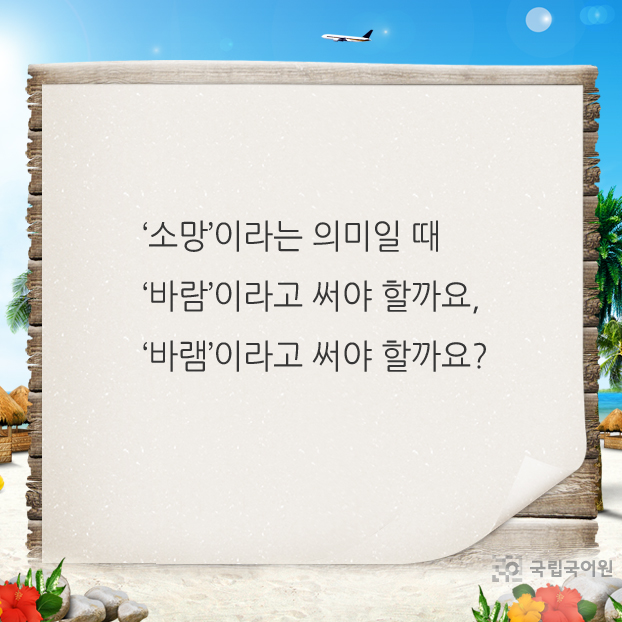 ‘소망’이라는 의미일 때
‘바람’이라고 써야 할까요,
‘바램’이라고 써야 할까요?
국립국어원